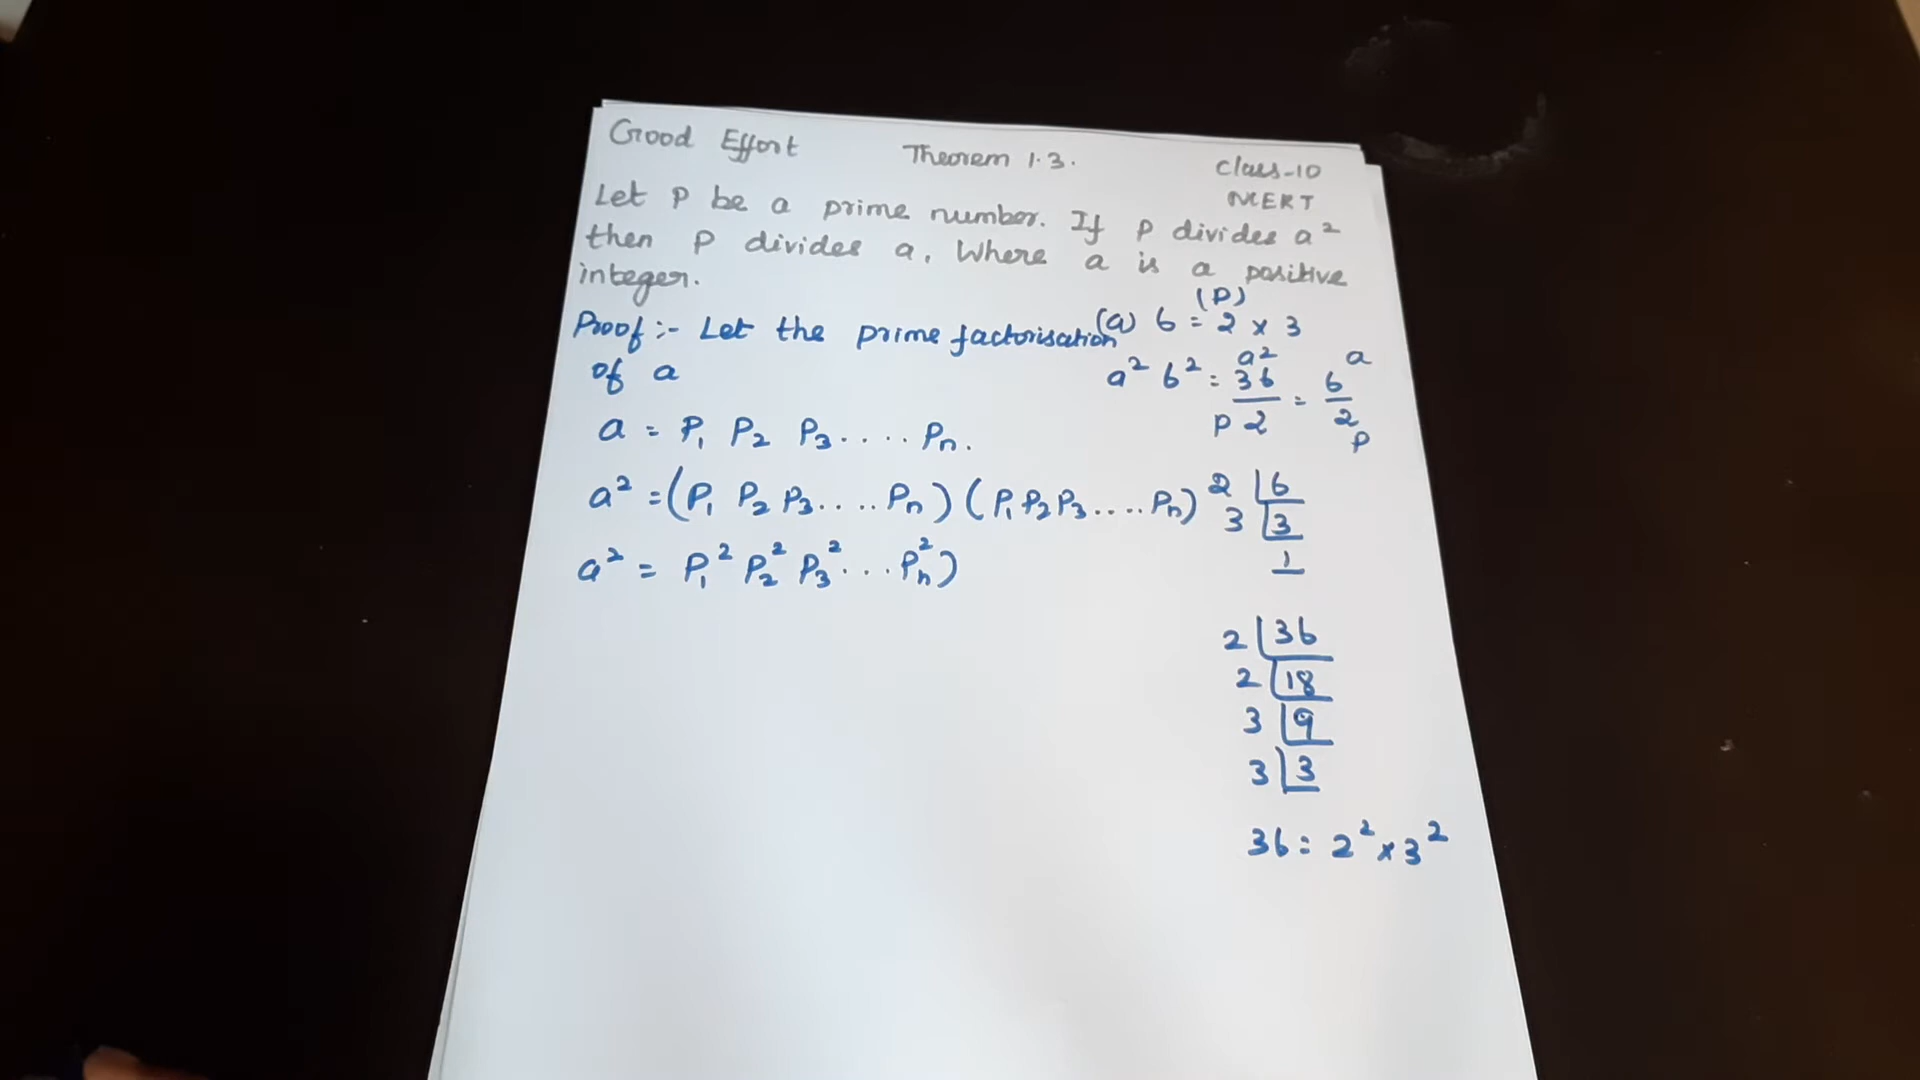 Good Effort Theorem 1.3. Class-10
NCERT
Let P be a prime number. If P divides a²
then P divides a, Where a is a positive
integer.
(P)
Proof :- Let the prime factorisation (a) 6 = 2 x 3
of a
a² a
a² 6² = 36 = 6
P 2 2
P
a = P₁ P₂ P₃ ..... Pₙ.
a² = (P₁ P₂ P₃ ..... Pₙ) (P₁ P₂ P₃ ..... Pₙ)
2 6
3 3
1
a² = P₁² P₂² P₃² ... Pₙ²)
2 36
2 18
3 9
3 3
36 = 2² x 3²